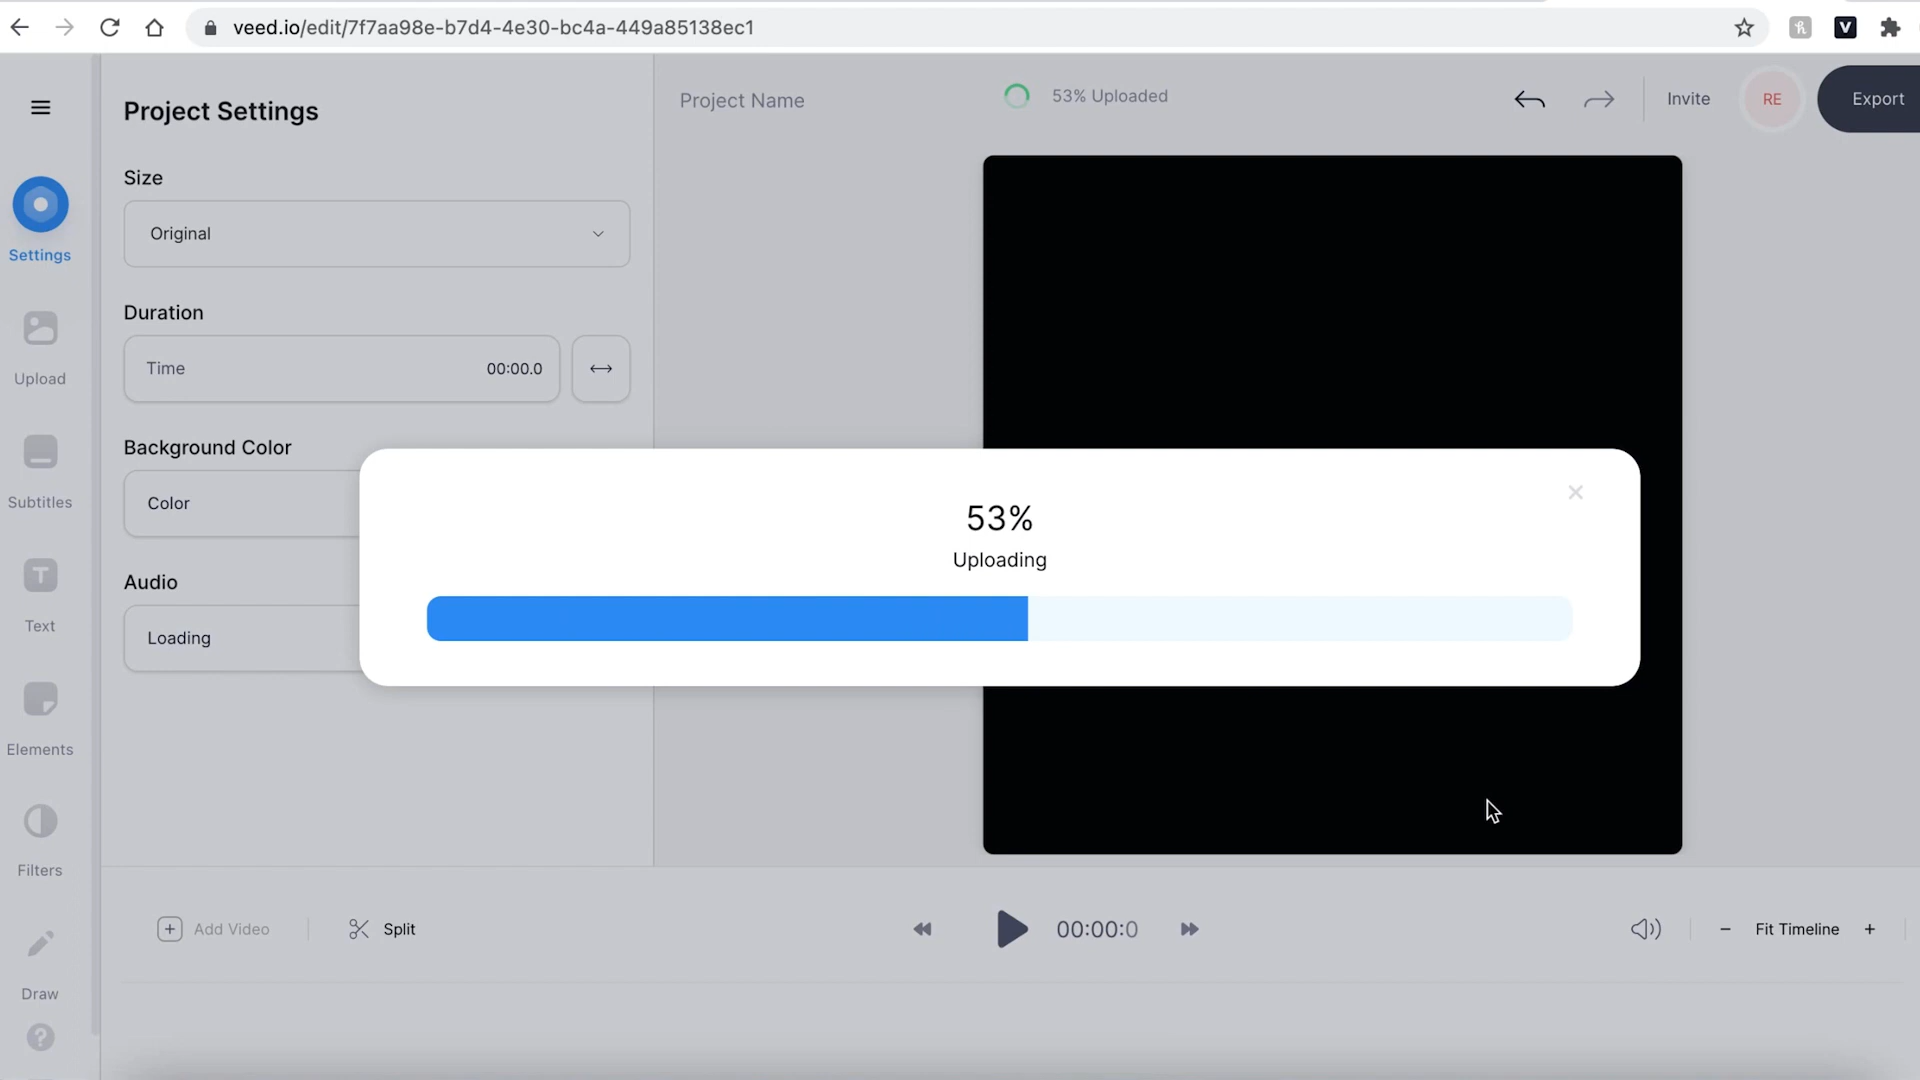 veed.io/edit/7f7aa98e-b7d4-4e30-bc4a-449a85138ec1
V
Project Settings
Project Name
53% Uploaded
Invite
RE
Export
Size
Original
Settings
Duration
Time
00:00.0
Upload
Background Color
Color
Subtitles
53%
Uploading
Audio
Loading
T
Text
Elements
Filters
Add Video
Split
00:00:0
Fit Timeline
Draw
?